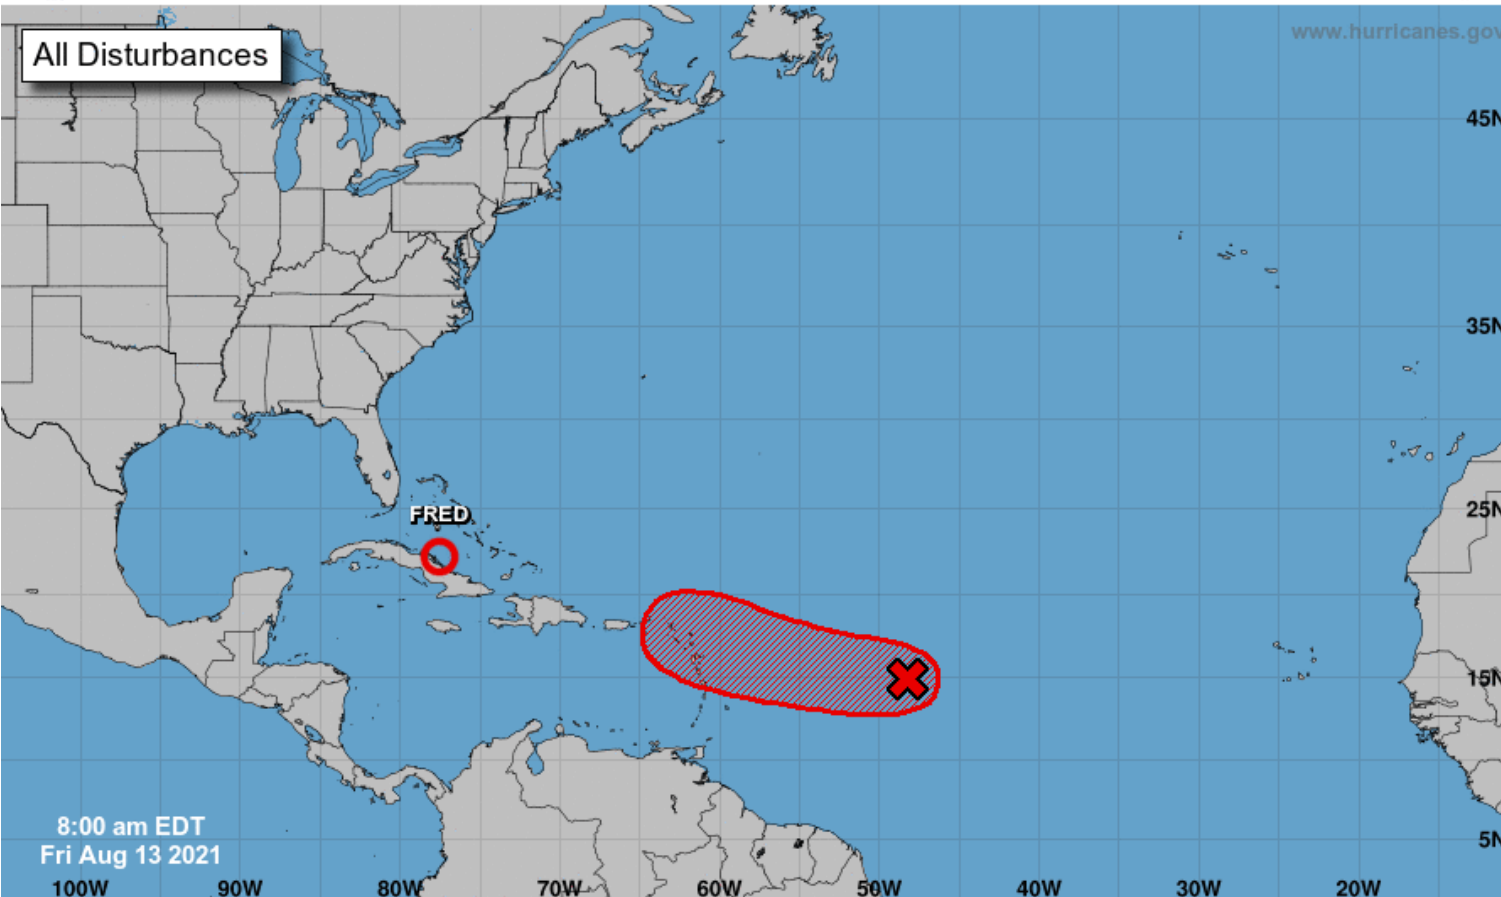 www.hurricanes.gov
All Disturbances
45N
35N
FRED
25N
15N
8:00 am EDT
Fri Aug 13 2021
5N
100W 90W 80W 70W 60W 50W 40W 30W 20W